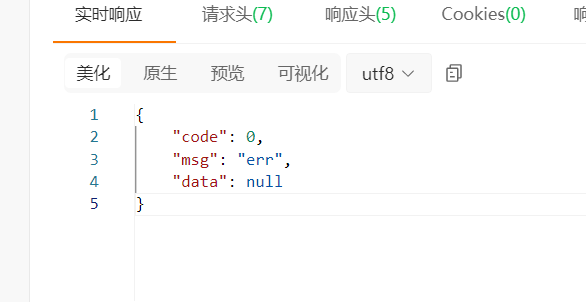 实时响应 请求头(7) 响应头(5) Cookies(0)
美化 原生 预览 可视化 utf8
1 {
2 "code": 0,
3 "msg": "err",
4 "data": null
5 }